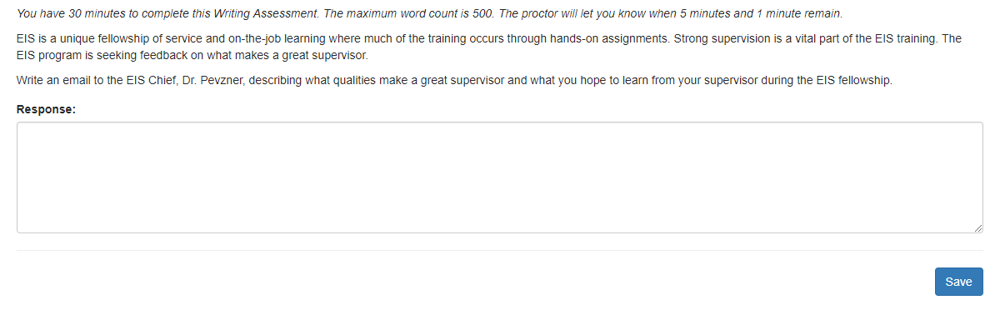 You have 30 minutes to complete this Writing Assessment. The maximum word count is 500. The proctor will let you know when 5 minutes and 1 minute remain.
EIS is a unique fellowship of service and on-the-job learning where much of the training occurs through hands-on assignments. Strong supervision is a vital part of the EIS training. The
EIS program is seeking feedback on what makes a great supervisor.
Write an email to the EIS Chief, Dr. Pevzner, describing what qualities make a great supervisor and what you hope to learn from your supervisor during the EIS fellowship.
Response:
Save